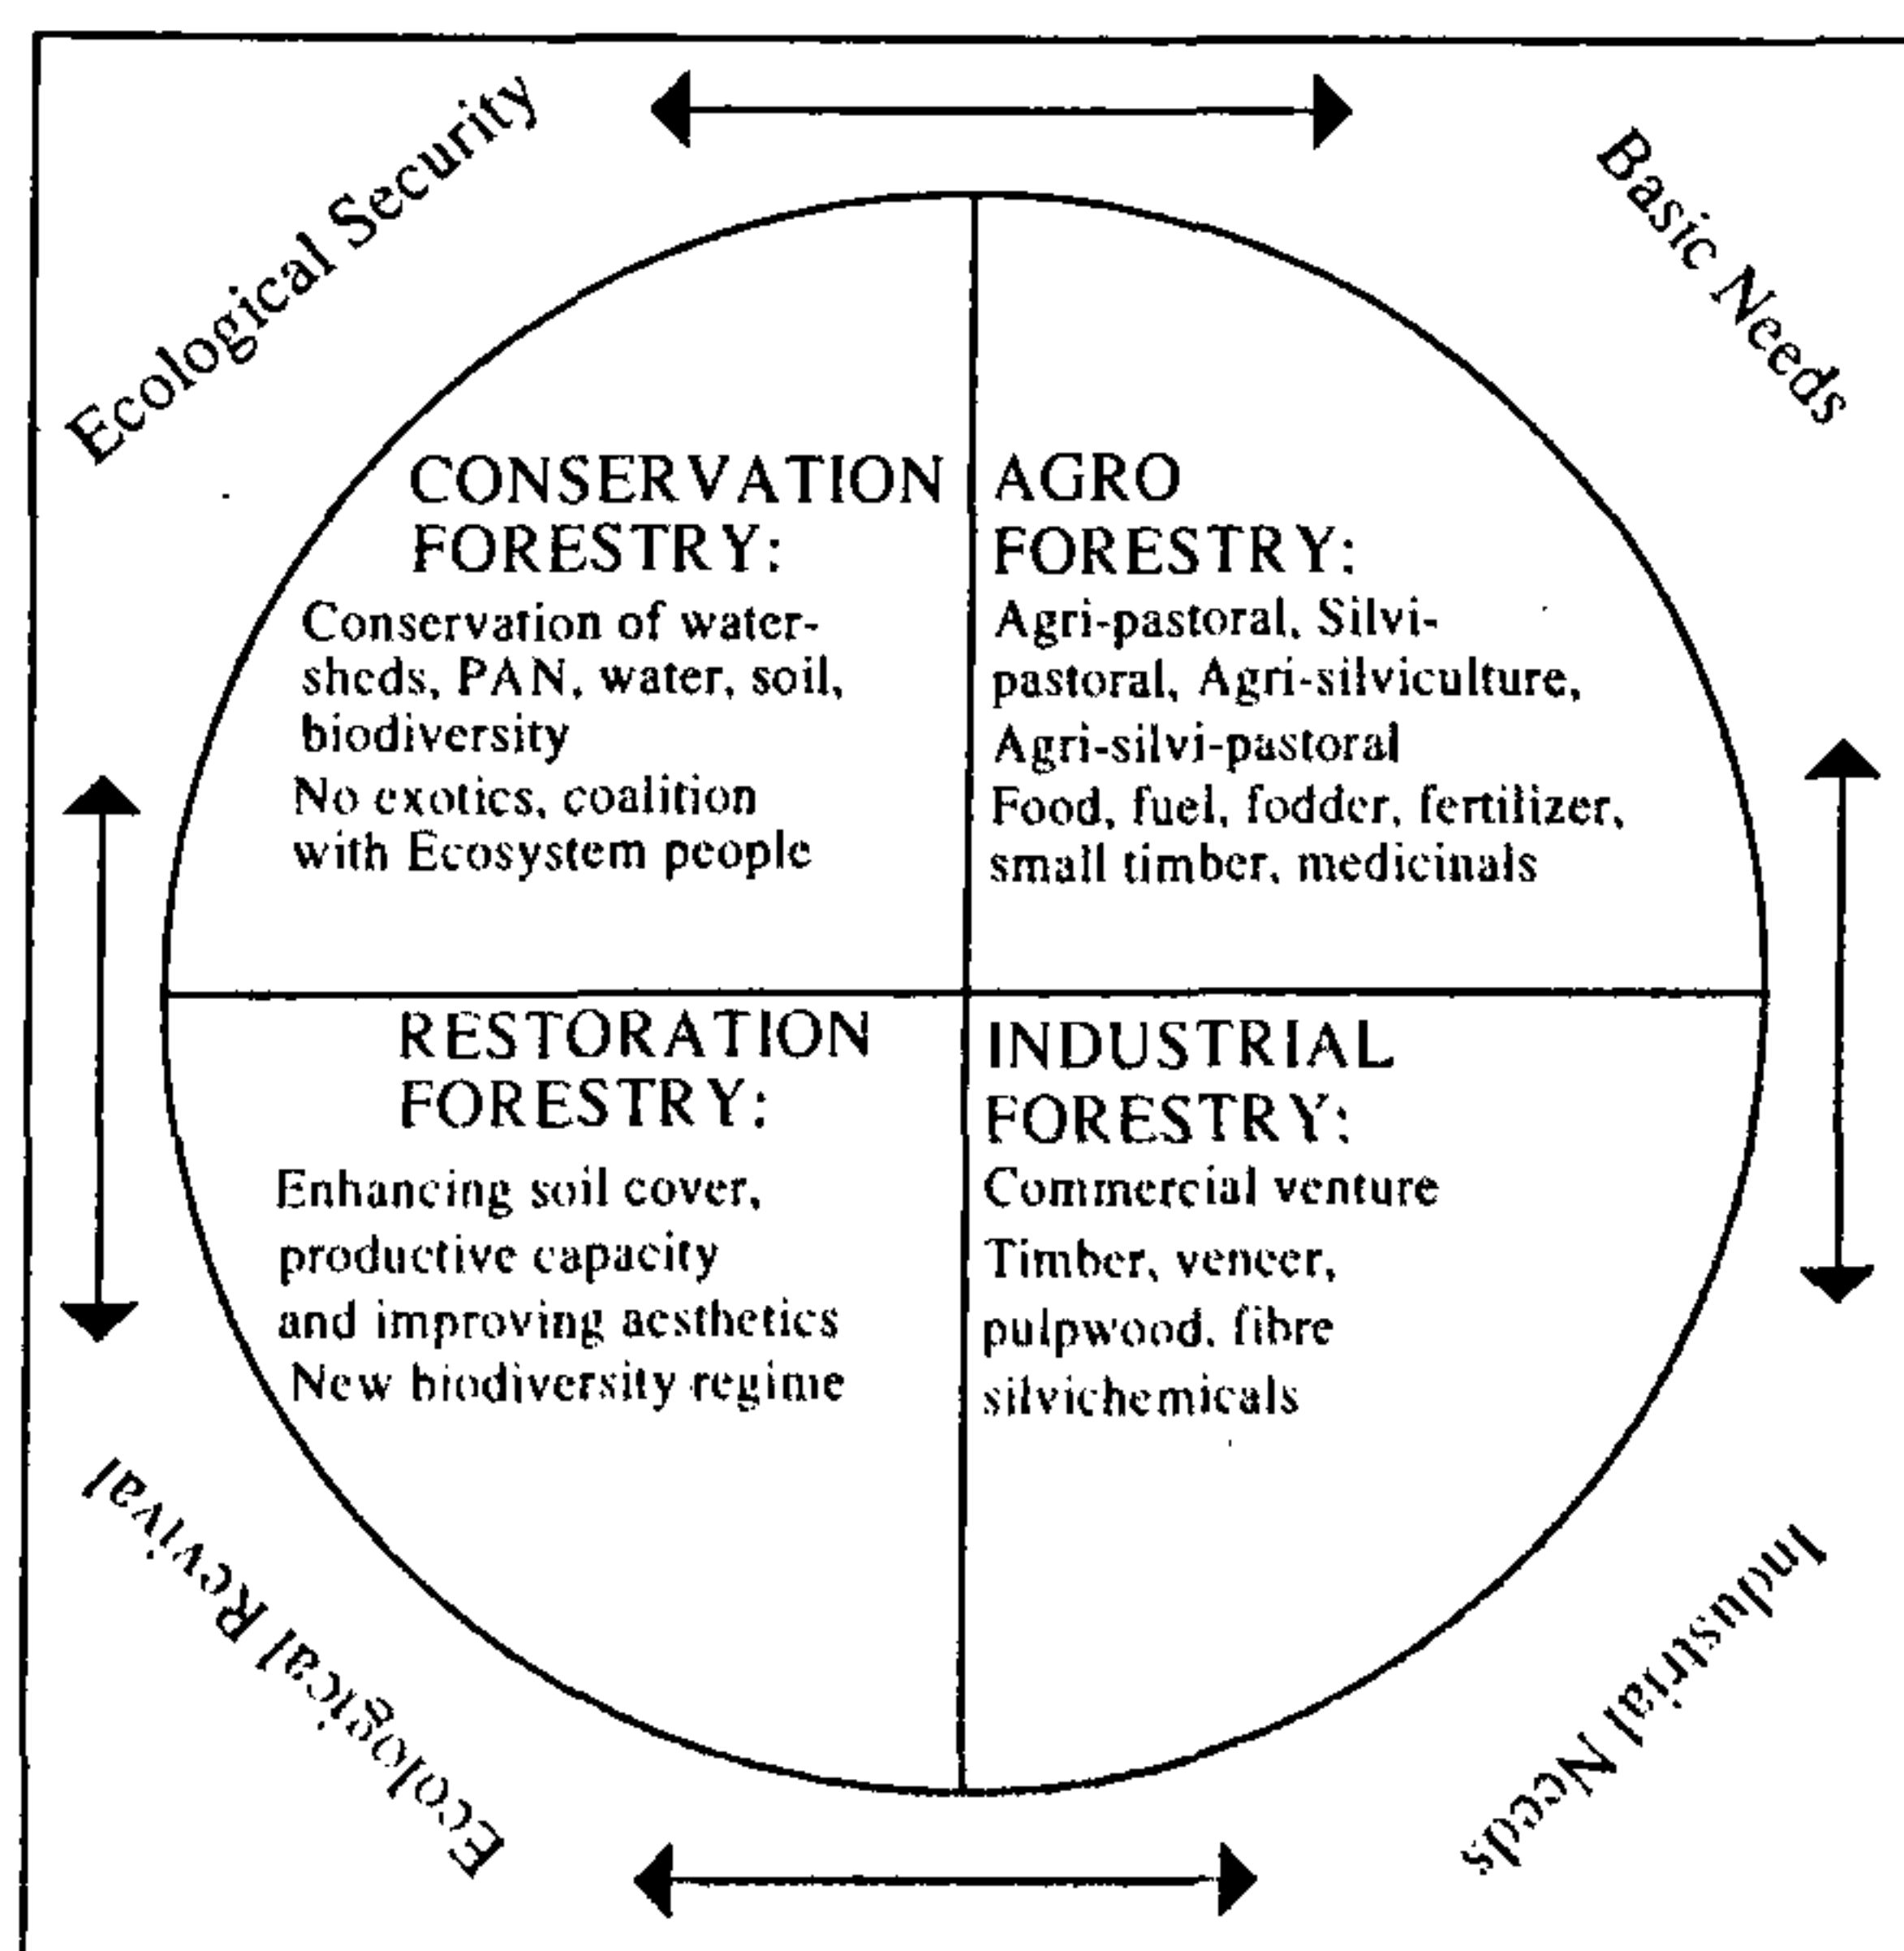 Ecological Security
Basic Needs
CONSERVATION
FORESTRY:
Conservation of water-
sheds, PAN, water, soil,
biodiversity
No exotics, coalition
with Ecosystem people
AGRO
FORESTRY:
Agri-pastoral, Silvi-
pastoral, Agri-silviculture,
Agri-silvi-pastoral
Food, fuel, fodder, fertilizer,
small timber, medicinals
RESTORATION
FORESTRY:
Enhancing soil cover,
productive capacity
and improving aesthetics
New biodiversity regime
INDUSTRIAL
FORESTRY:
Commercial venture
Timber, veneer,
pulpwood, fibre
silvichemicals
Ecological Revival
Industrial Needs